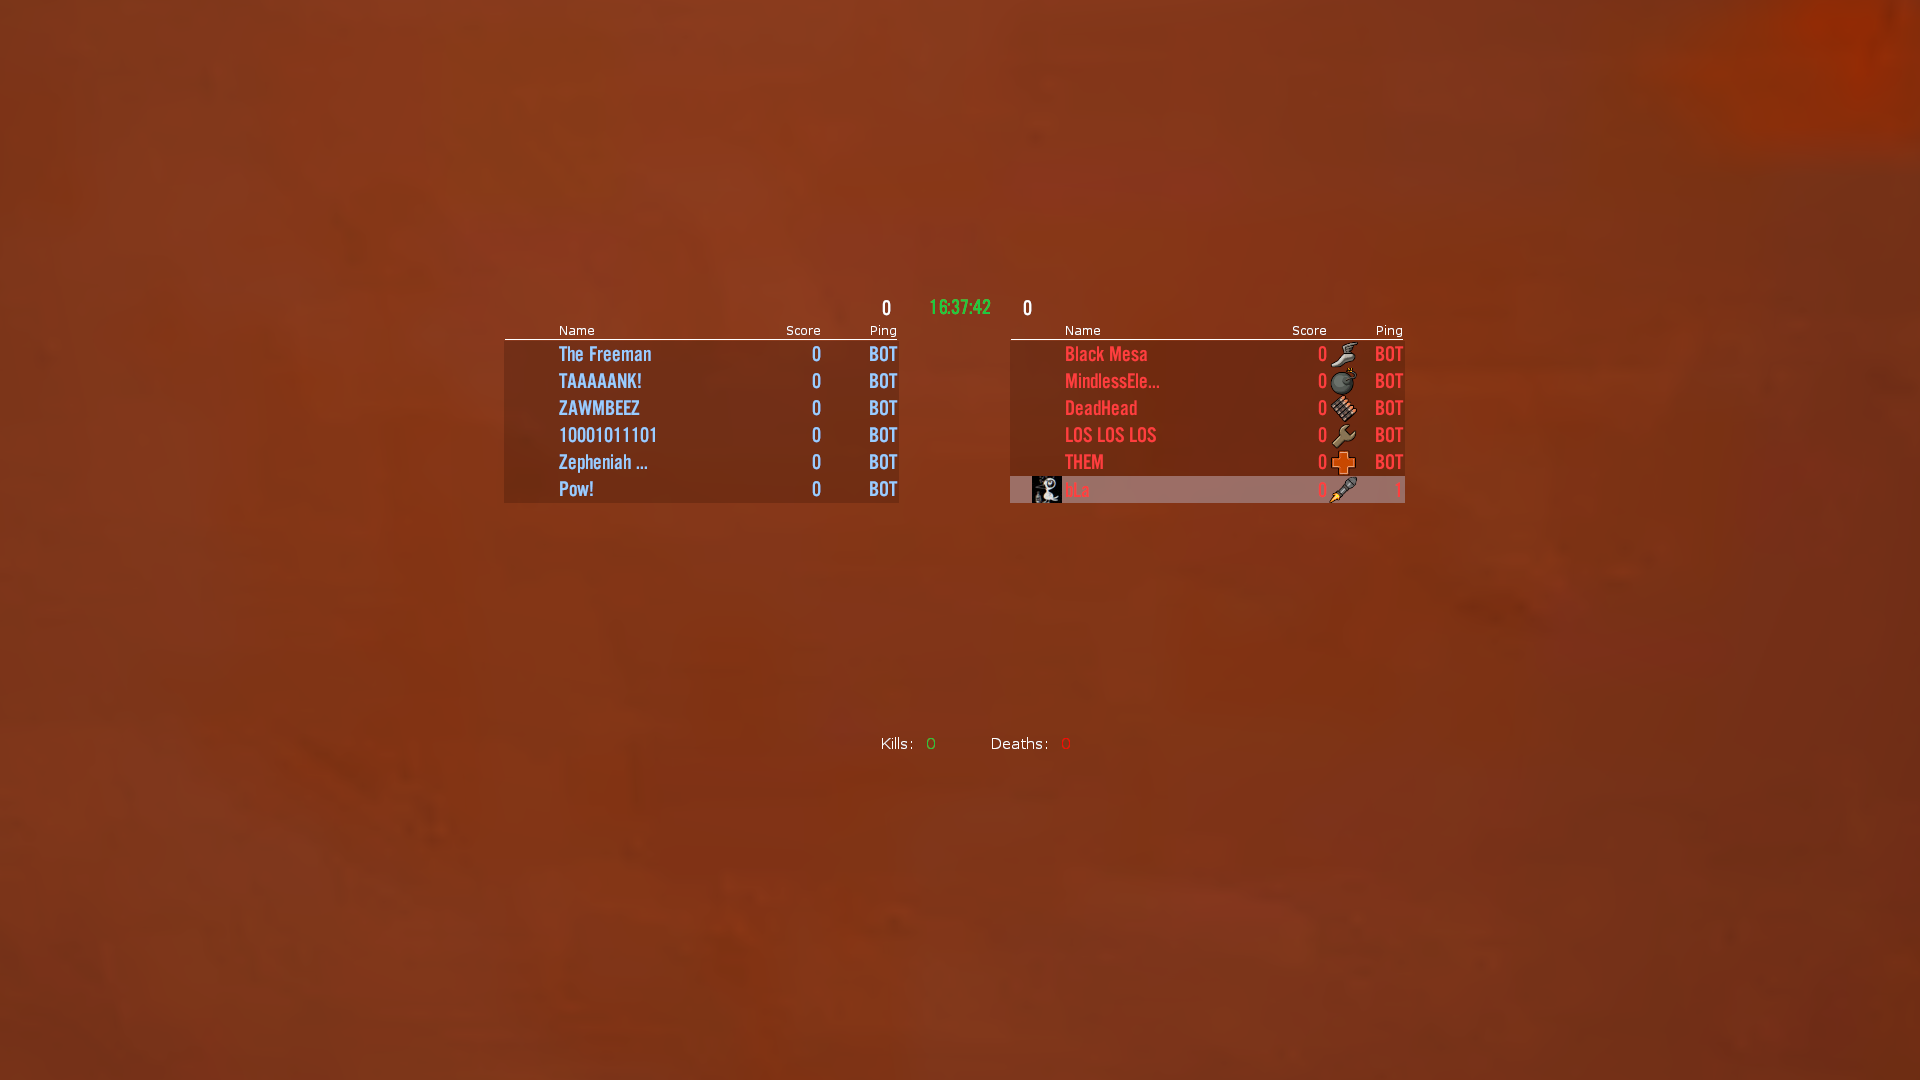 0 16:37:42 0
Name Score Ping
The Freeman 0 BOT
TAAAAANK! 0 BOT
ZAWMBEEZ 0 BOT
10001011101 0 BOT
Zepheniah ... 0 BOT
Pow! 0 BOT
Name Score Ping
Black Mesa 0 BOT
MindlessEle... 0 BOT
DeadHead 0 BOT
LOS LOS LOS 0 BOT
THEM 0 BOT
0 1
Kills: 0 Deaths: 0